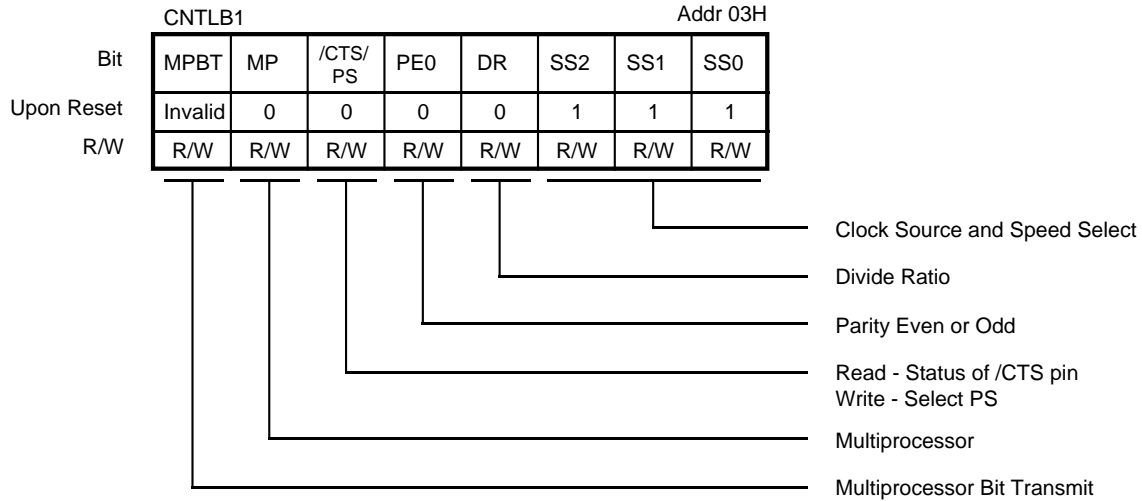 CNTLB1 Addr 03H
Bit MPBT MP /CTS/ PS PE0 DR SS2 SS1 SS0
Upon Reset Invalid 0 0 0 0 1 1 1
R/W R/W R/W R/W R/W R/W R/W R/W R/W
Clock Source and Speed Select
Divide Ratio
Parity Even or Odd
Read - Status of /CTS pin
Write - Select PS
Multiprocessor
Multiprocessor Bit Transmit